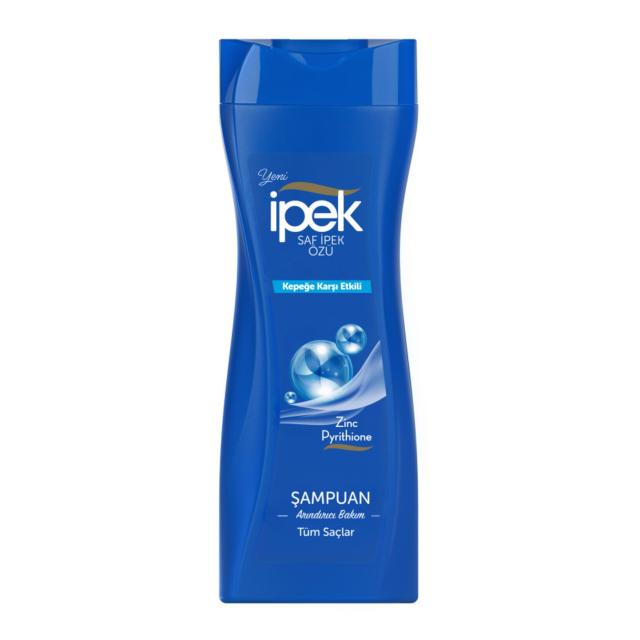 Yeni
ipek
SAF İPEK
ÖZÜ
Kepeğe Karşı Etkili
Zinc
Pyrithione
ŞAMPUAN
Arındırıcı Bakım
Tüm Saçlar